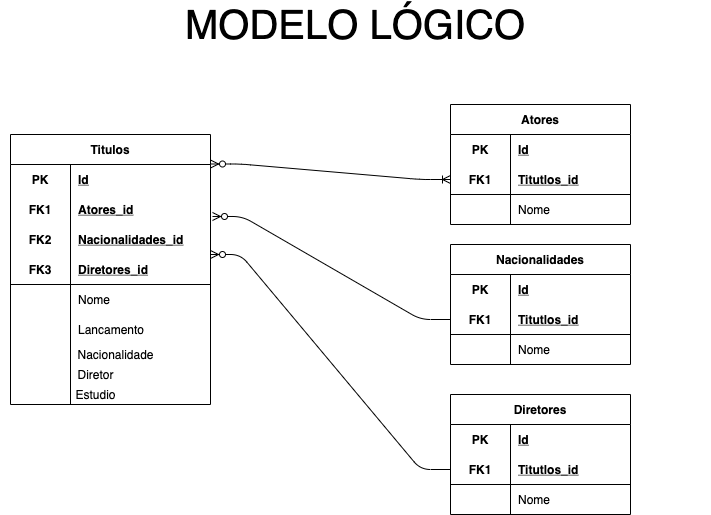 MODELO LÓGICO
Titulos
PK Id
FK1 Atores_id
FK2 Nacionalidades_id
FK3 Diretores_id
Nome
Lancamento
Nacionalidade
Diretor
Estudio
Atores
PK Id
FK1 Titutlos_id
Nome
Nacionalidades
PK Id
FK1 Titutlos_id
Nome
Diretores
PK Id
FK1 Titutlos_id
Nome